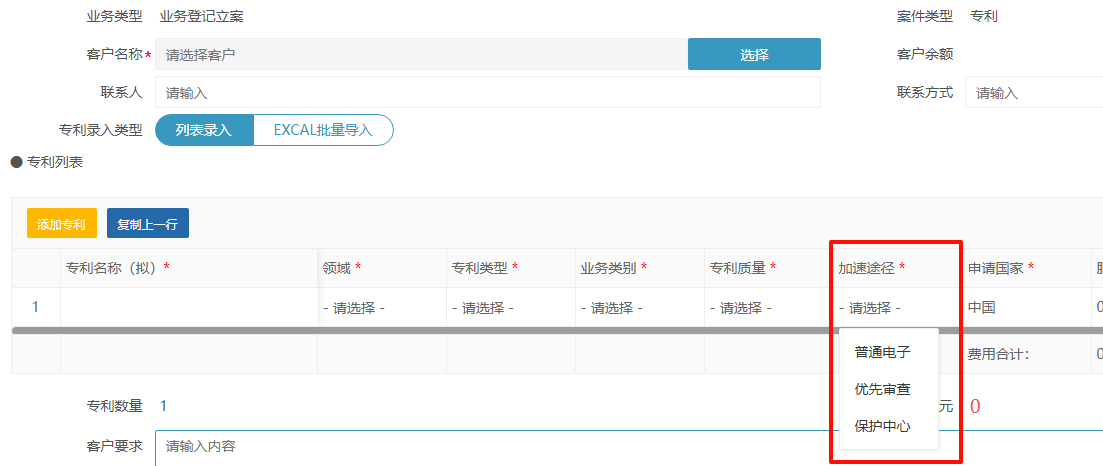 业务类型 业务登记立案 案件类型 专利
客户名称* 请选择客户 选择 客户余额
联系人 请输入 联系方式 请输入
专利录入类型 列表录入 EXCAL批量导入
专利列表
添加专利 复制上一行
专利名称（拟）* 领域* 专利类型* 业务类别* 专利质量* 加速途径* 申请国家*
1 - 请选择 - - 请选择 - - 请选择 - - 请选择 - - 请选择 - 中国 0
普通电子 费用合计: 0
优先审查
专利数量 1 元 0
保护中心
客户要求 请输入内容